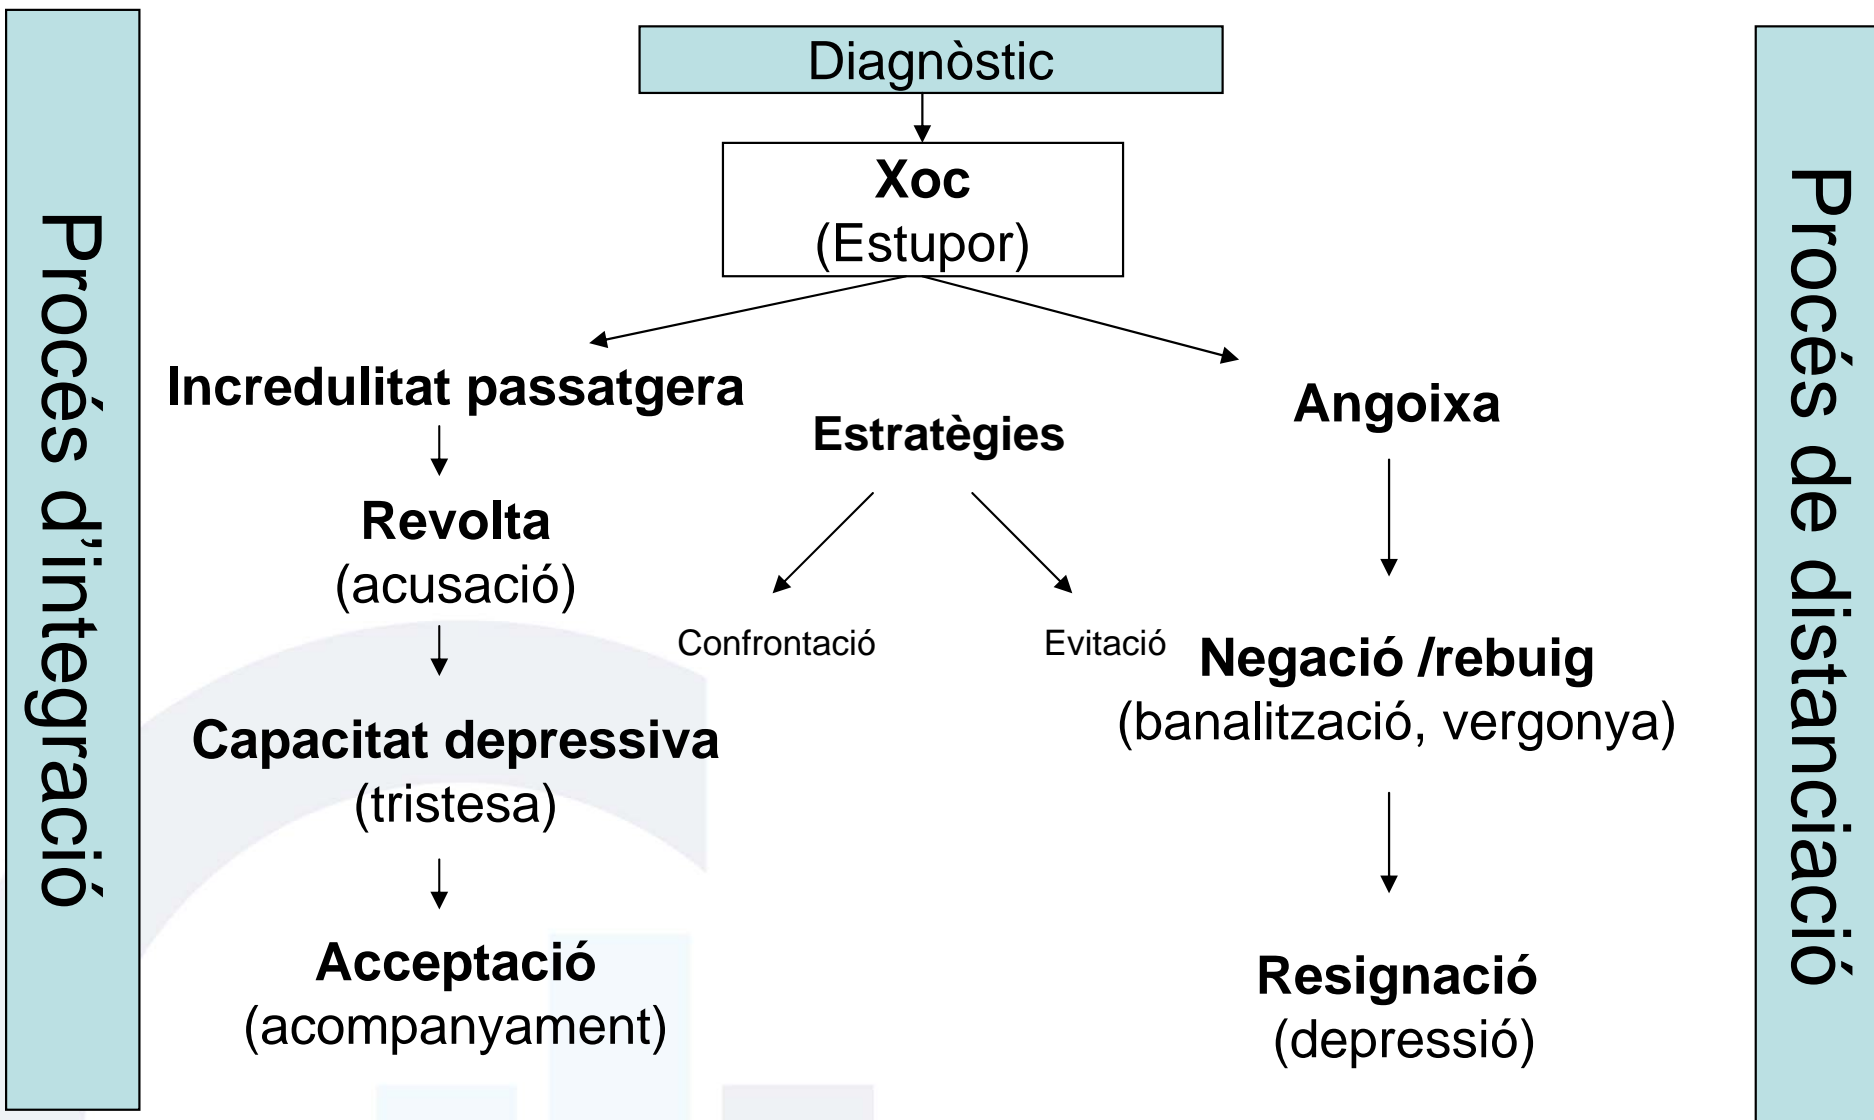 Diagnòstic
Xoc
(Estupor)
Procés d'integració
Incredulitat passatgera
Revolta
(acusació)
Capacitat depressiva
(tristesa)
Acceptació
(acompanyament)
Estratègies
Confrontació
Evitació
Angoixa
Negació /rebuig
(banalització, vergonya)
Resignació
(depressió)
Procés de distanciació